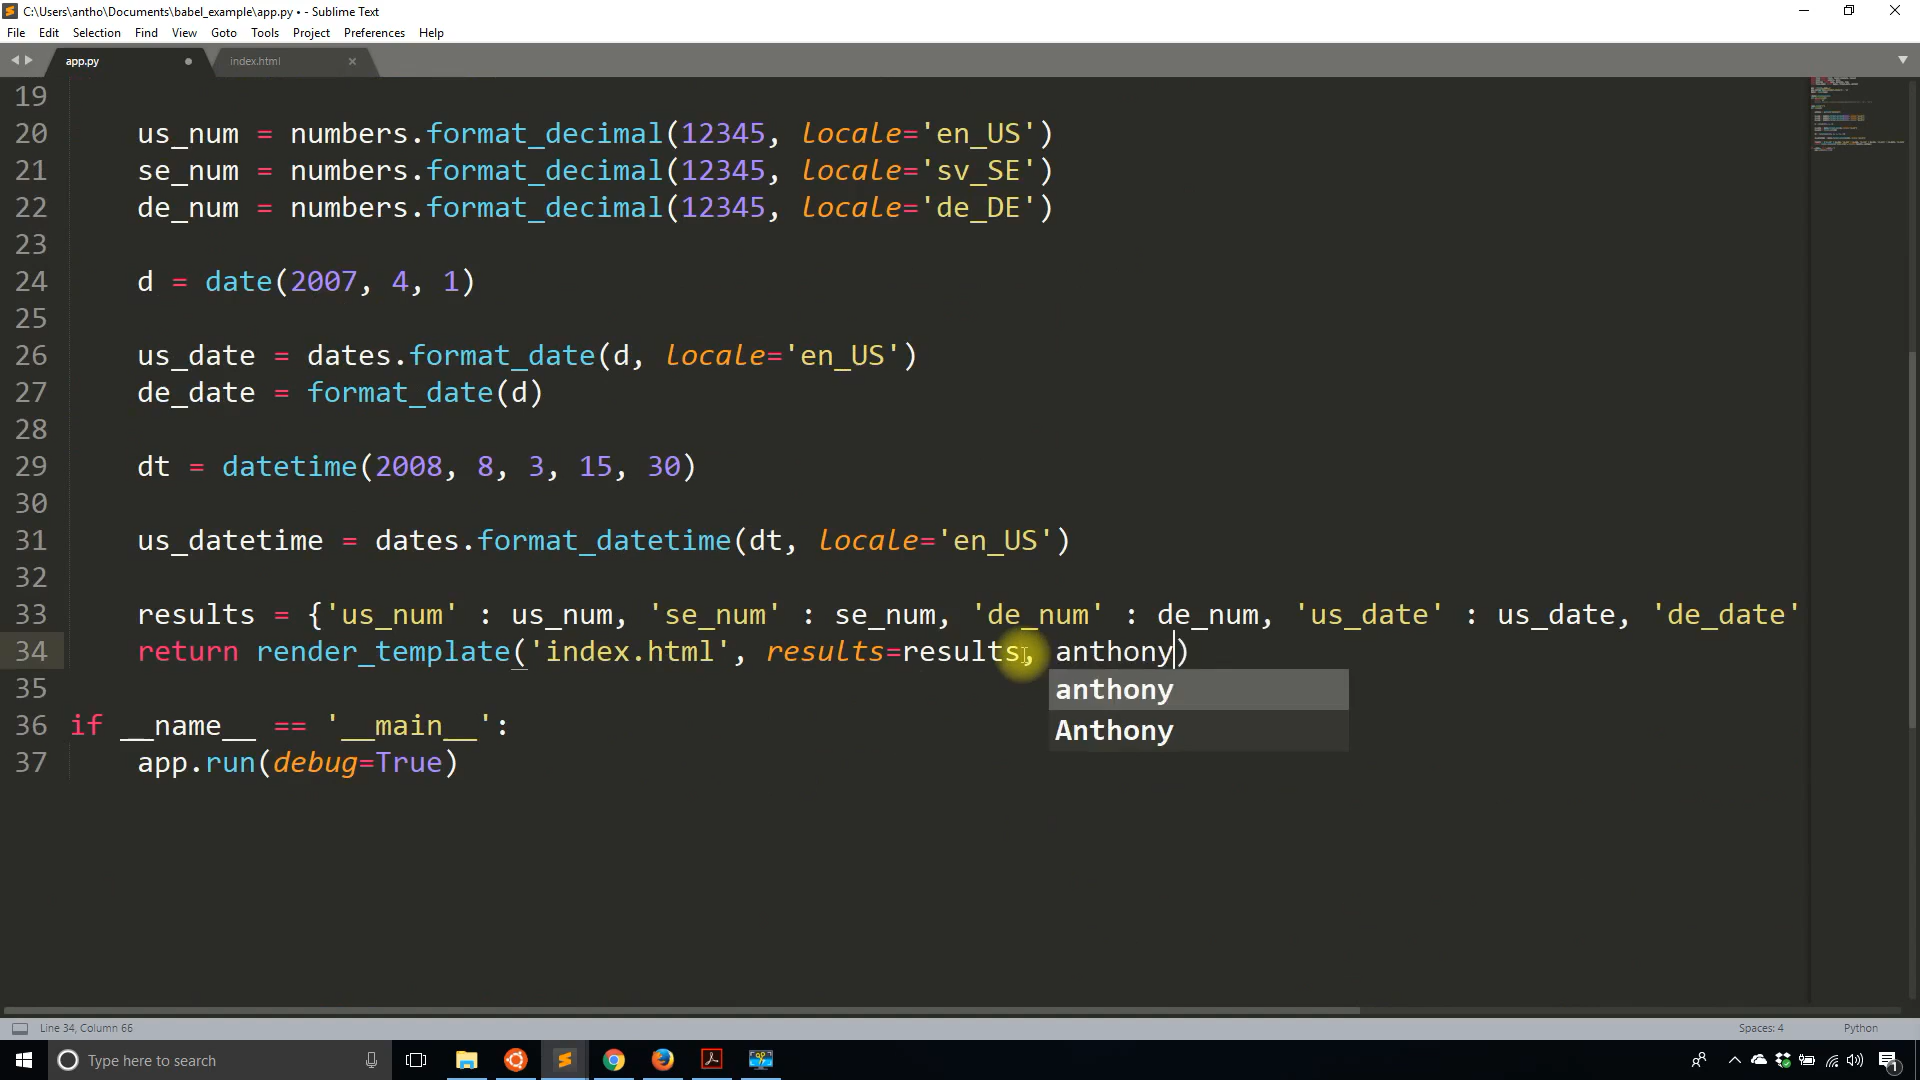 C:\Users\antho\Documents\babel_example\app.py • - Sublime Text
File Edit Selection Find View Goto Tools Project Preferences Help
app.py index.html
19
20 us_num = numbers.format_decimal(12345, locale='en_US')
21 se_num = numbers.format_decimal(12345, locale='sv_SE')
22 de_num = numbers.format_decimal(12345, locale='de_DE')
23
24 d = date(2007, 4, 1)
25
26 us_date = dates.format_date(d, locale='en_US')
27 de_date = format_date(d)
28
29 dt = datetime(2008, 8, 3, 15, 30)
30
31 us_datetime = dates.format_datetime(dt, locale='en_US')
32
33 results = {'us_num' : us_num, 'se_num' : se_num, 'de_num' : de_num, 'us_date' : us_date, 'de_date'
34 return render_template('index.html', results=results, anthony)
anthony
35
Anthony
36 if __name__ == '__main__':
37 app.run(debug=True)
Line 34, Column 66 Spaces: 4 Python
Type here to search